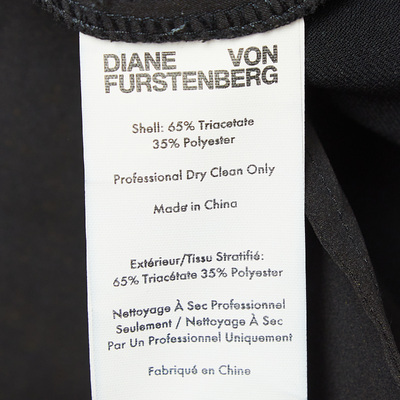 DIANE VON
FURSTENBERG
Shell: 65% Triacetate
35% Polyester
Professional Dry Clean Only
Made in China
Extérieur/Tissu Stratifié:
65% Triacétate 35% Polyester
Nettoyage À Sec Professionnel
Seulement / Nettoyage À Sec
Par Un Professionnel Uniquement
Fabriqué en Chine